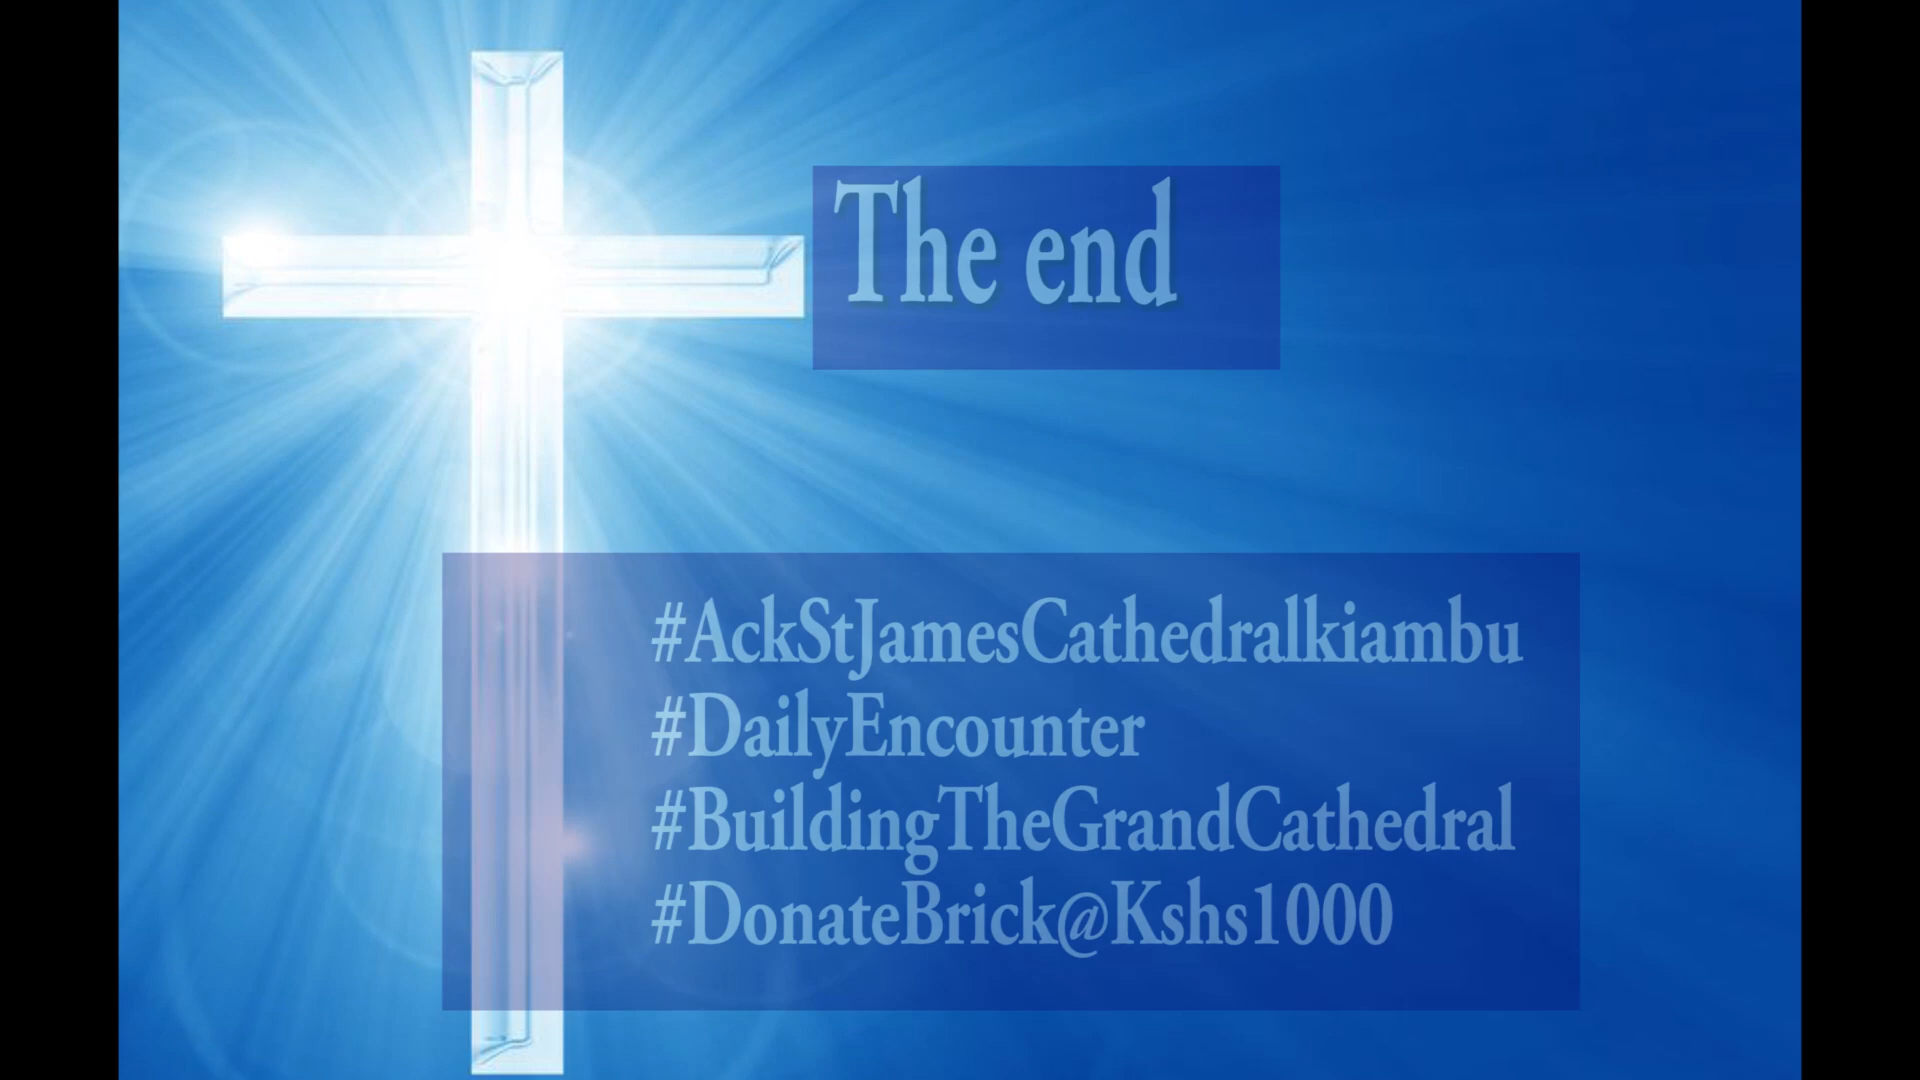 The end
#AckStJamesCathedralkiambu
#DailyEncounter
#BuildingTheGrandCathedral
#DonateBrick@Kshs1000